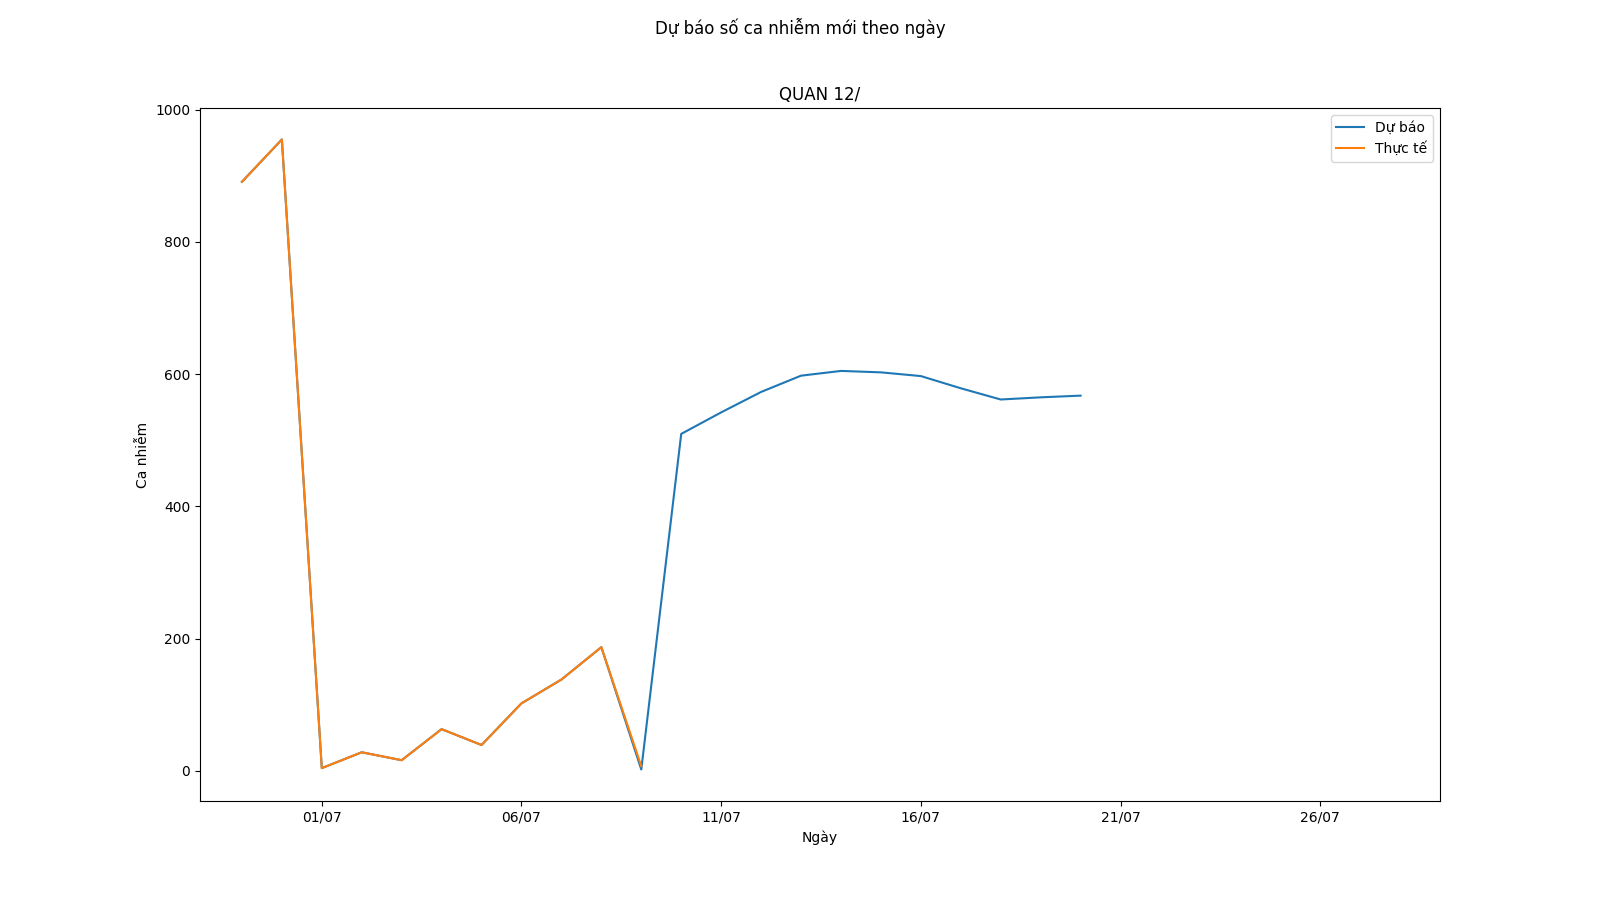 Dự báo số ca nhiễm mới theo ngày
QUAN 12/
1000
800
600
400
200
0
Ca nhiễm
Dự báo
Thực tế
01/07
06/07
11/07
16/07
21/07
26/07
Ngày